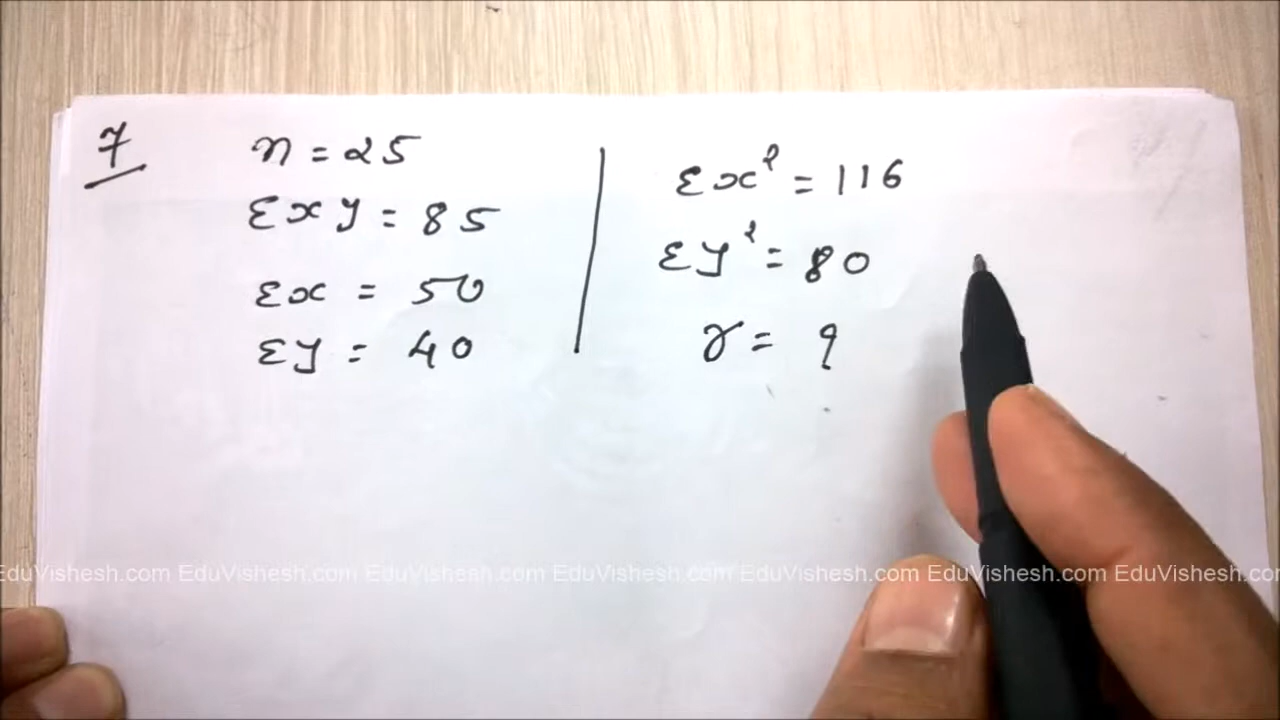 7
n = 25
Σxy = 85
Σx = 50
Σy = 40
Σx² = 116
Σy² = 80
r = ?
EduVishesh.com EduVishesh.com EduVishesh.com EduVishesh.com EduVishesh.com EduVishesh.com EduVishesh.com